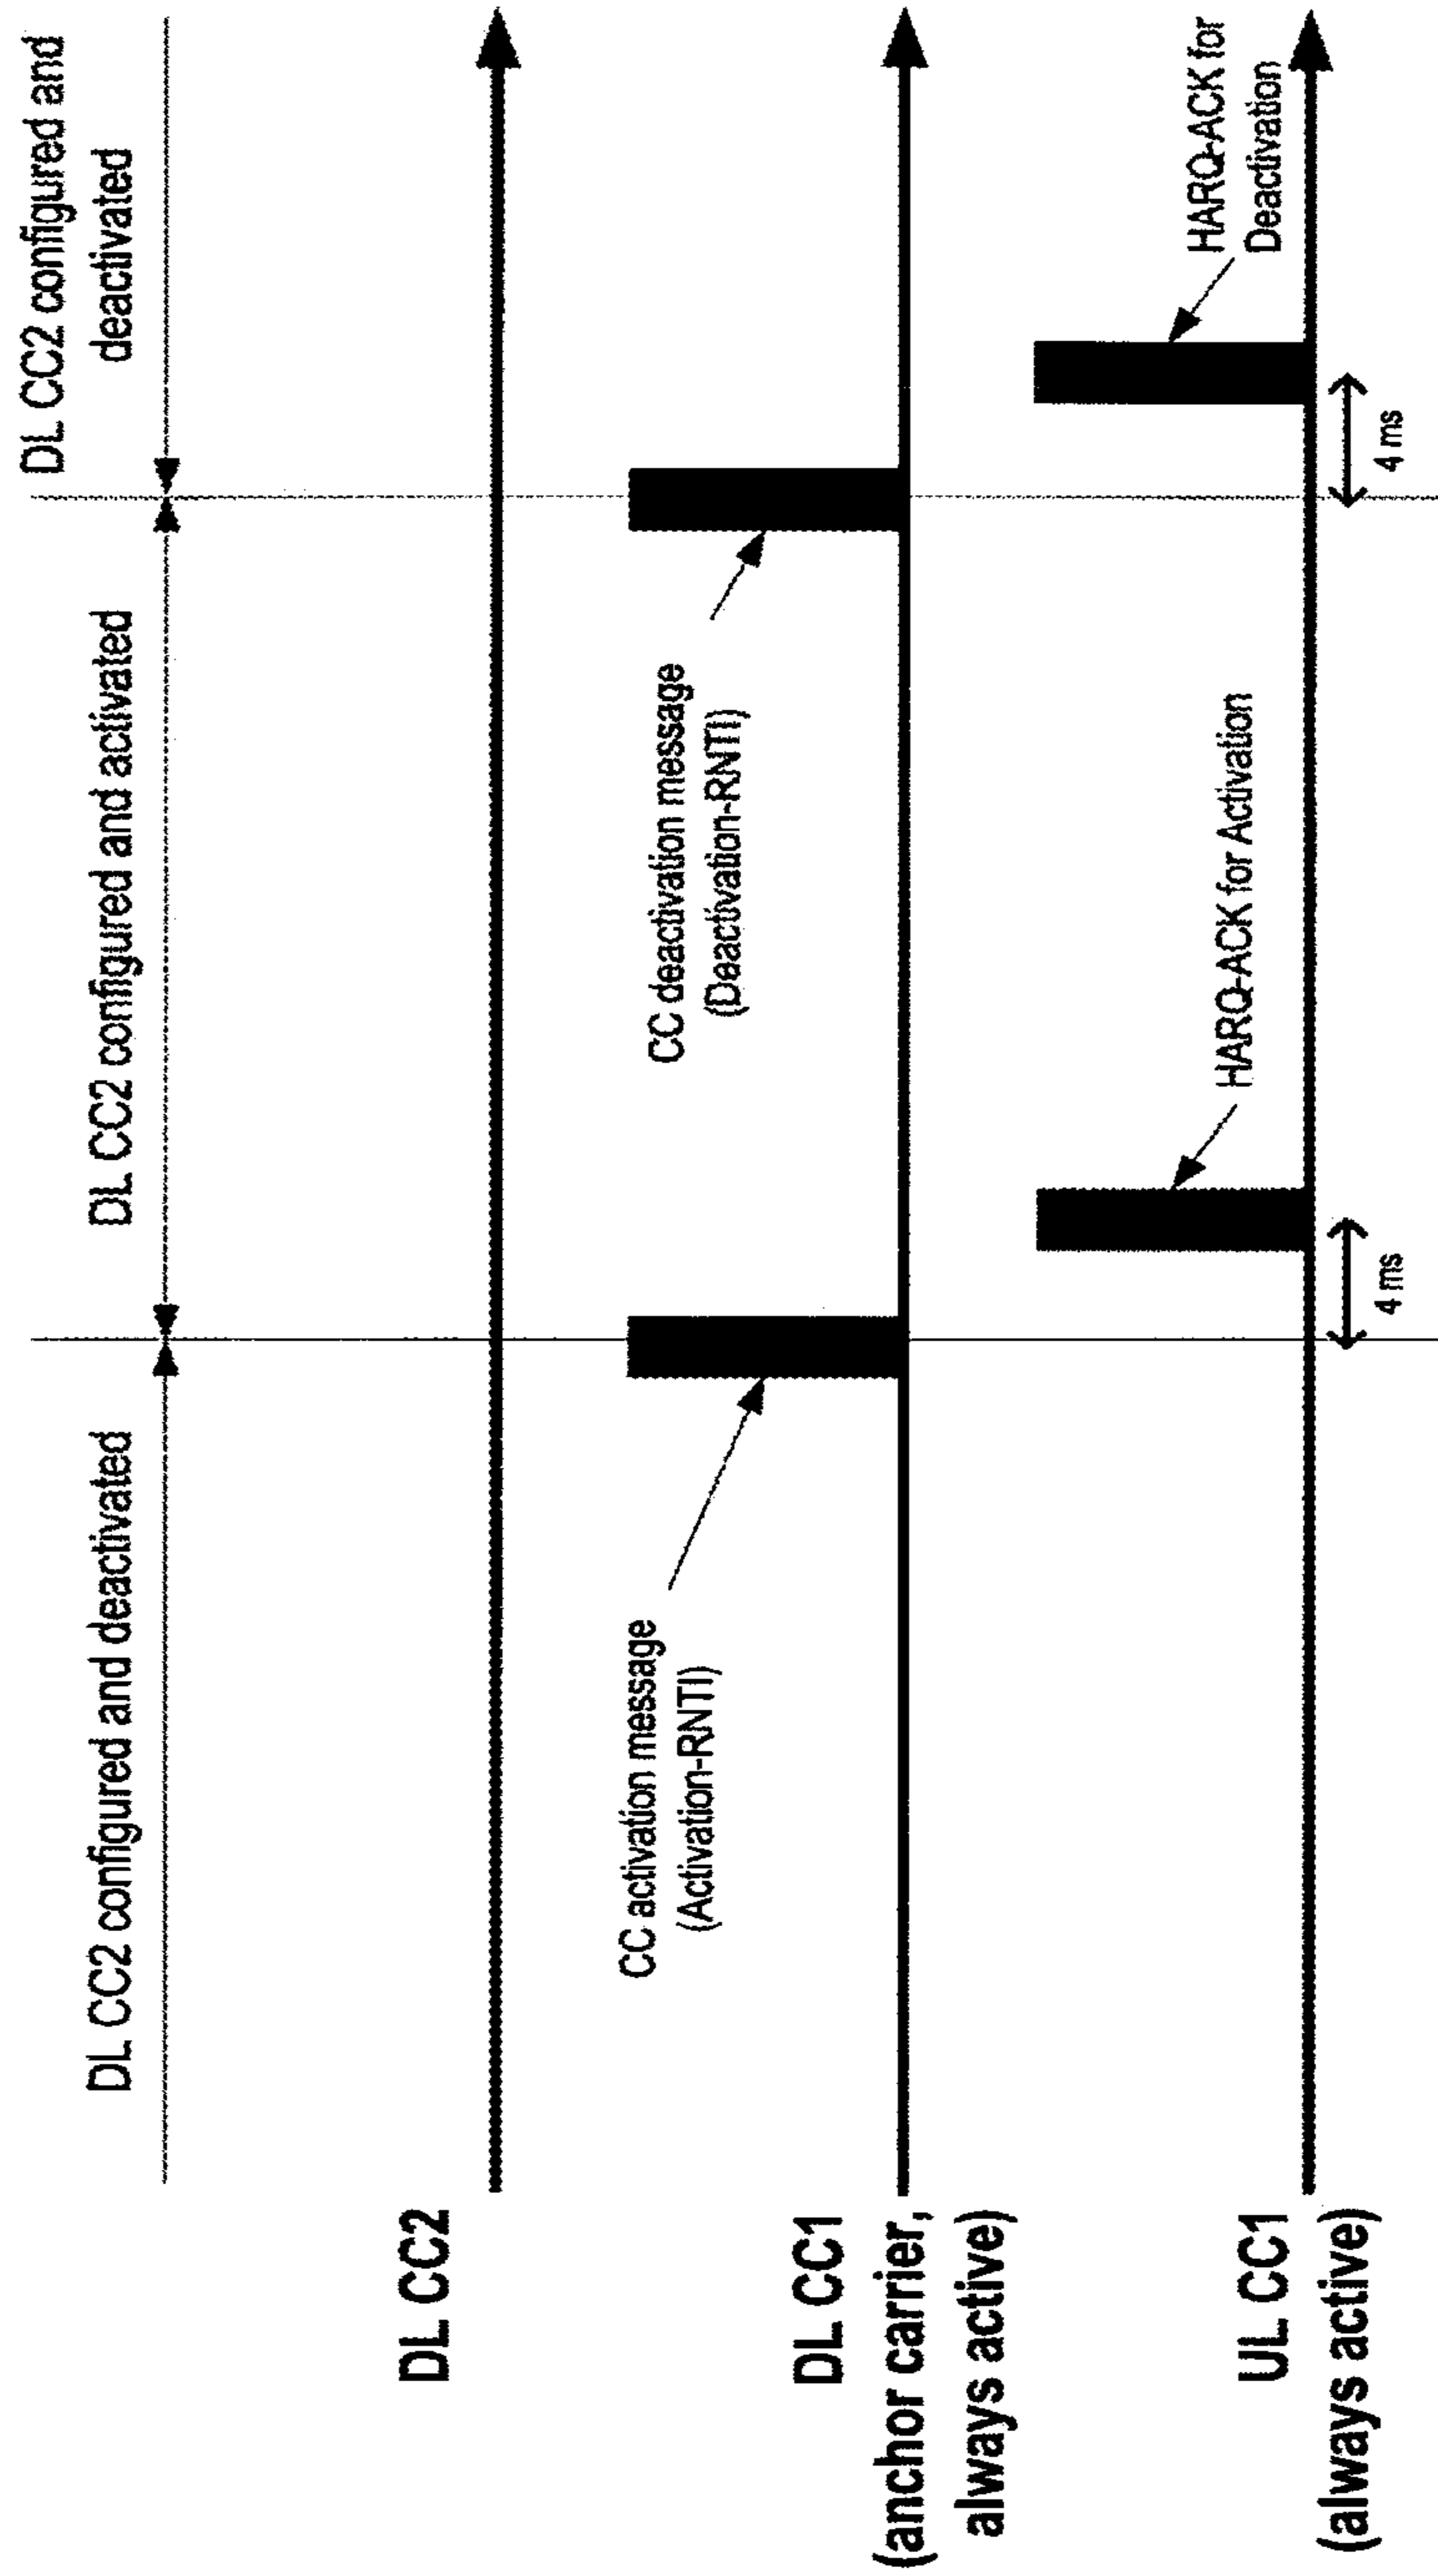 DL CC2 configured and deactivated
DL CC2 configured and activated
DL CC2 configured and
deactivated
DL CC2
CC activation message
(Activation-RNTI)
CC deactivation message
(Deactivation-RNTI)
DL CC1
(anchor carrier,
always active)
HARQ-ACK for Activation
HARQ-ACK for
Deactivation
UL CC1
(always active)
4 ms
4 ms